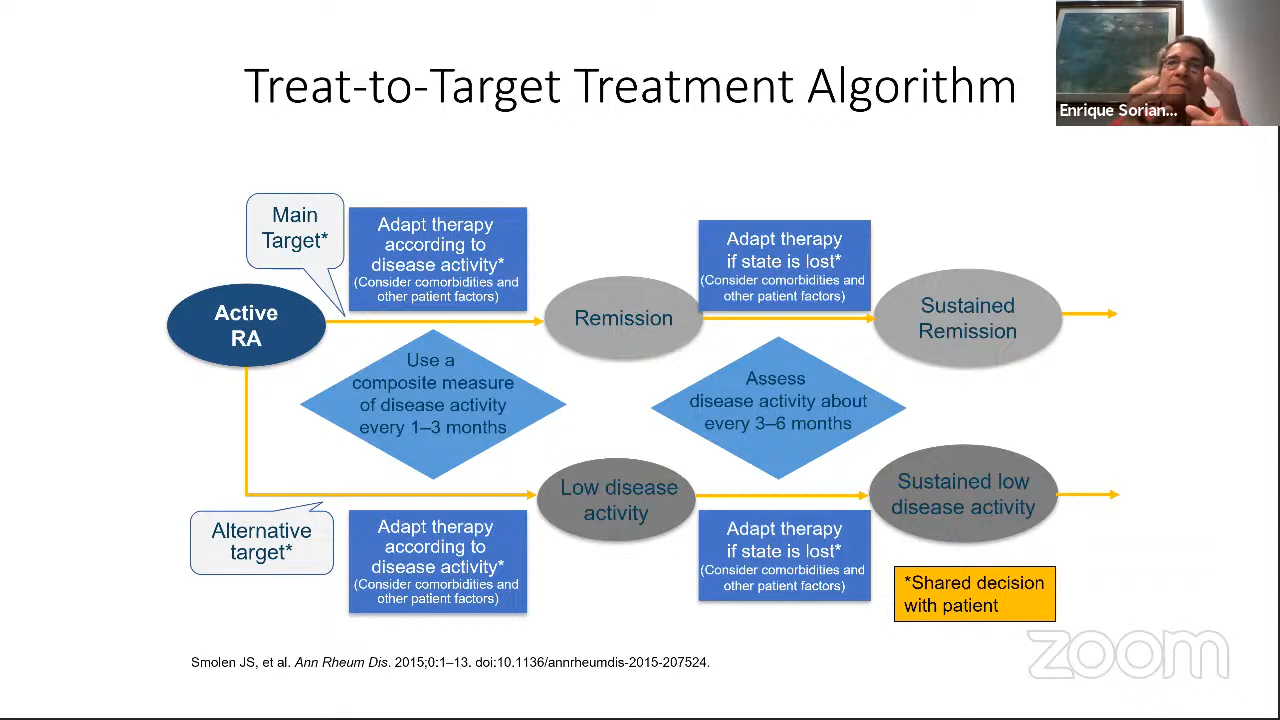 Treat-to-Target Treatment Algorithm
Enrique Sorian...
Main
Target*
Adapt therapy
according to
disease activity*
(Consider comorbidities and
other patient factors)
Adapt therapy
if state is lost*
(Consider comorbidities and
other patient factors)
Active
RA
Remission
Sustained
Remission
Use a
composite measure
of disease activity
every 1–3 months
Assess
disease activity about
every 3–6 months
Low disease
activity
Sustained low
disease activity
Alternative
target*
Adapt therapy
according to
disease activity*
(Consider comorbidities and
other patient factors)
Adapt therapy
if state is lost*
(Consider comorbidities and
other patient factors)
*Shared decision
with patient
Smolen JS, et al. Ann Rheum Dis. 2015;0:1–13. doi:10.1136/annrheumdis-2015-207524.
zoom